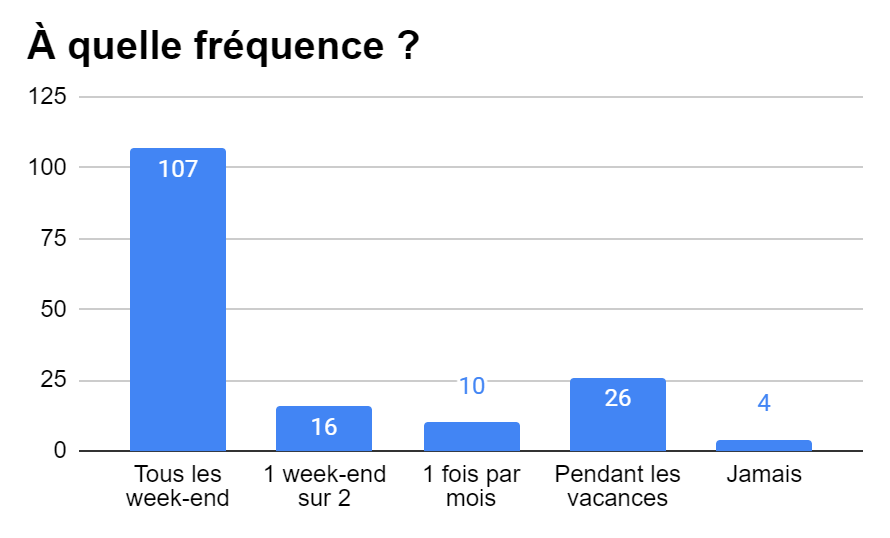 À quelle fréquence ?
125
100
75
50
25
0
107
16
10
26
4
Tous les
week-end
1 week-end
sur 2
1 fois par
mois
Pendant les
vacances
Jamais